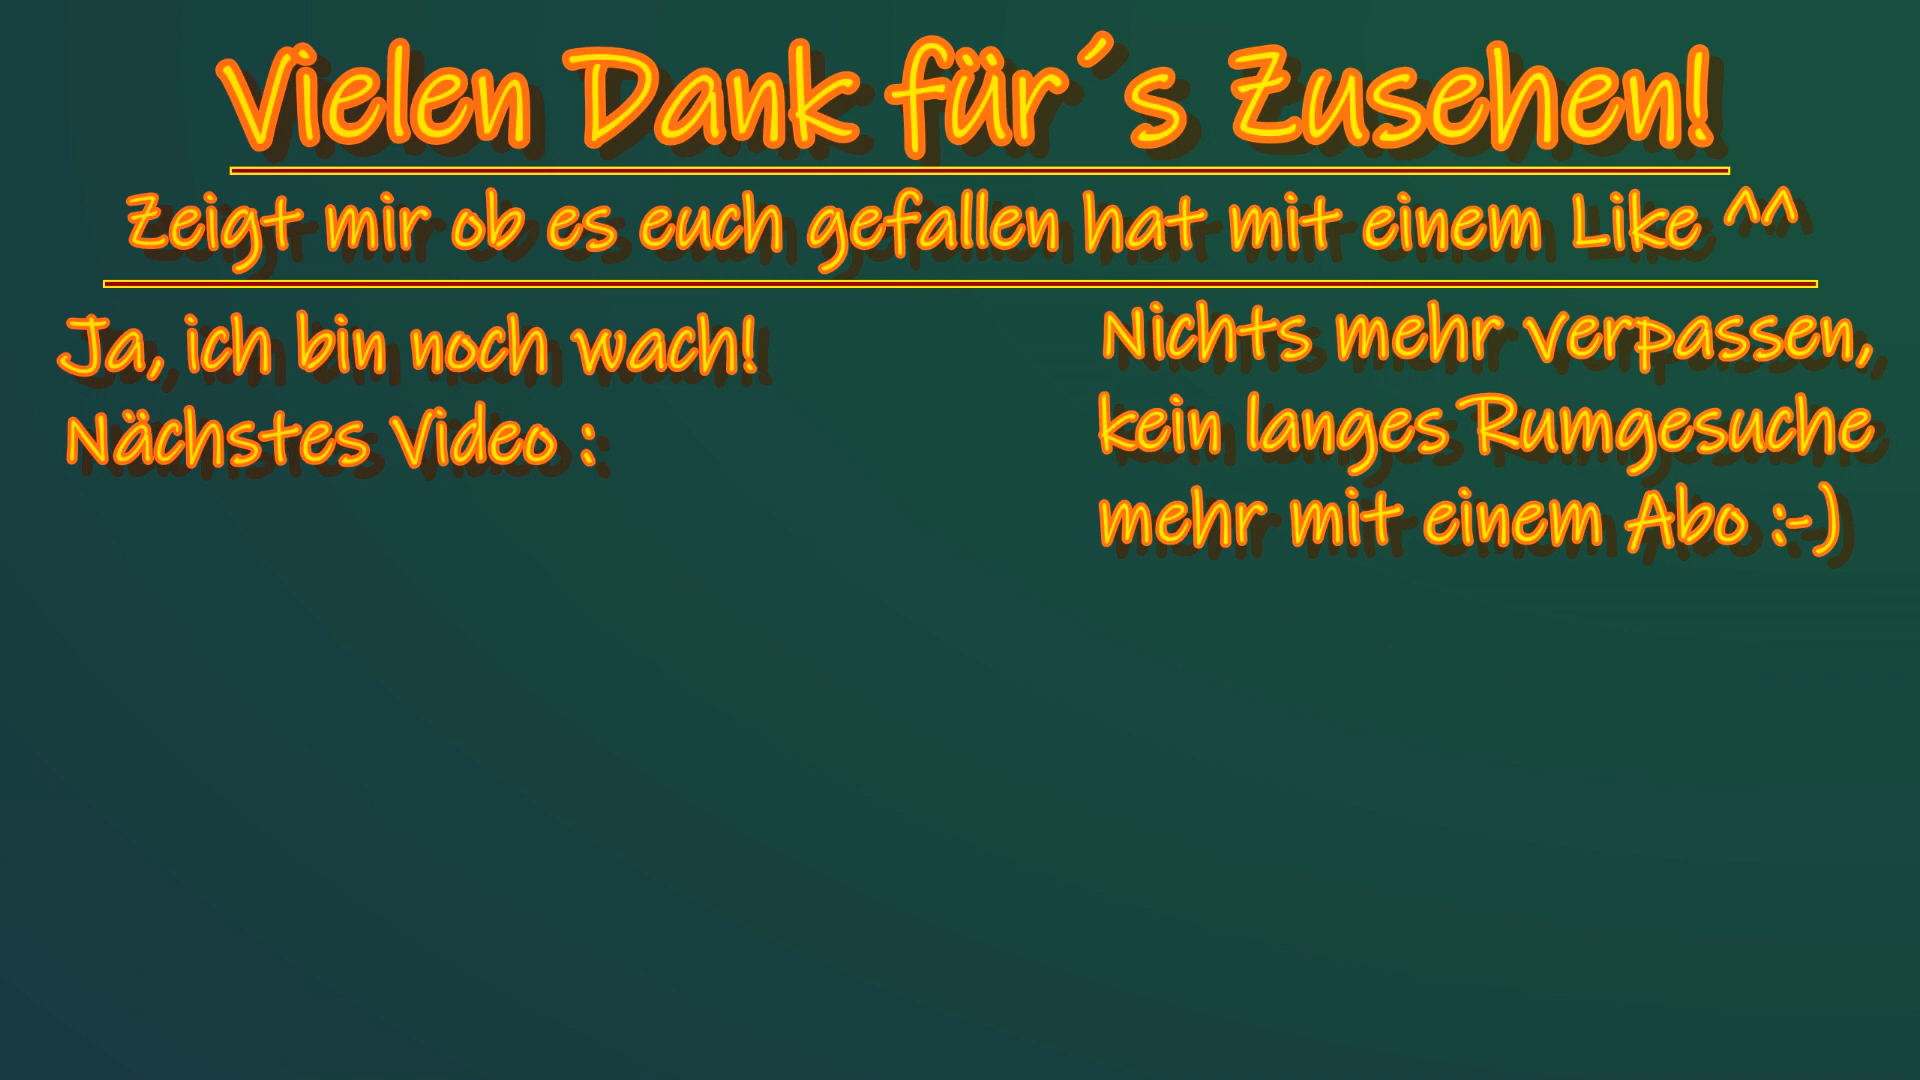 Vielen Dank für´s Zusehen!
Zeigt mir ob es euch gefallen hat mit einem Like ^^
Ja, ich bin noch wach!
Nächstes Video :
Nichts mehr verpassen,
kein langes Rumgesuche
mehr mit einem Abo :-)